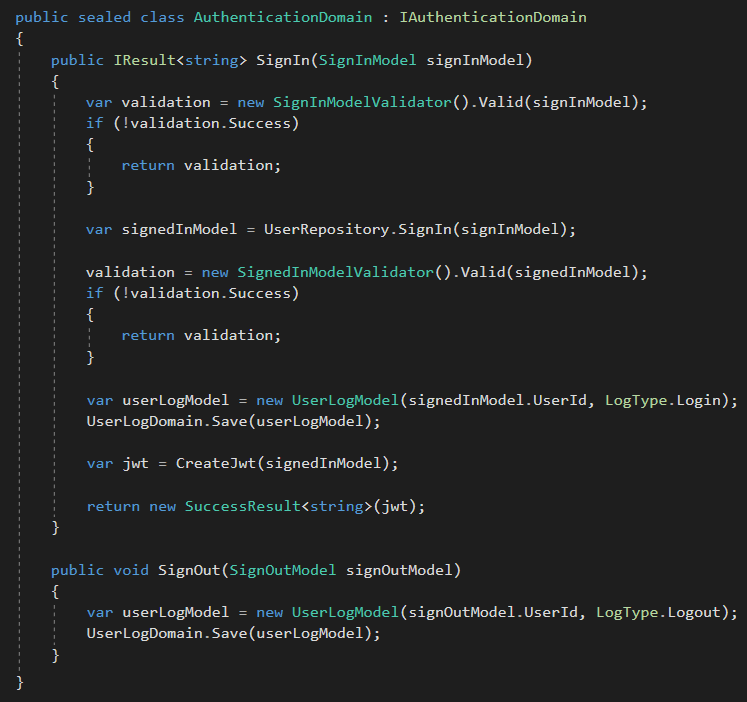 public sealed class AuthenticationDomain : IAuthenticationDomain
{
    public IResult<string> SignIn(SignInModel signInModel)
    {
        var validation = new SignInModelValidator().Valid(signInModel);
        if (!validation.Success)
        {
            return validation;
        }

        var signedInModel = UserRepository.SignIn(signInModel);

        validation = new SignedInModelValidator().Valid(signedInModel);
        if (!validation.Success)
        {
            return validation;
        }

        var userLogModel = new UserLogModel(signedInModel.UserId, LogType.Login);
        UserLogDomain.Save(userLogModel);

        var jwt = CreateJwt(signedInModel);

        return new SuccessResult<string>(jwt);
    }

    public void SignOut(SignOutModel signOutModel)
    {
        var userLogModel = new UserLogModel(signOutModel.UserId, LogType.Logout);
        UserLogDomain.Save(userLogModel);
    }
}